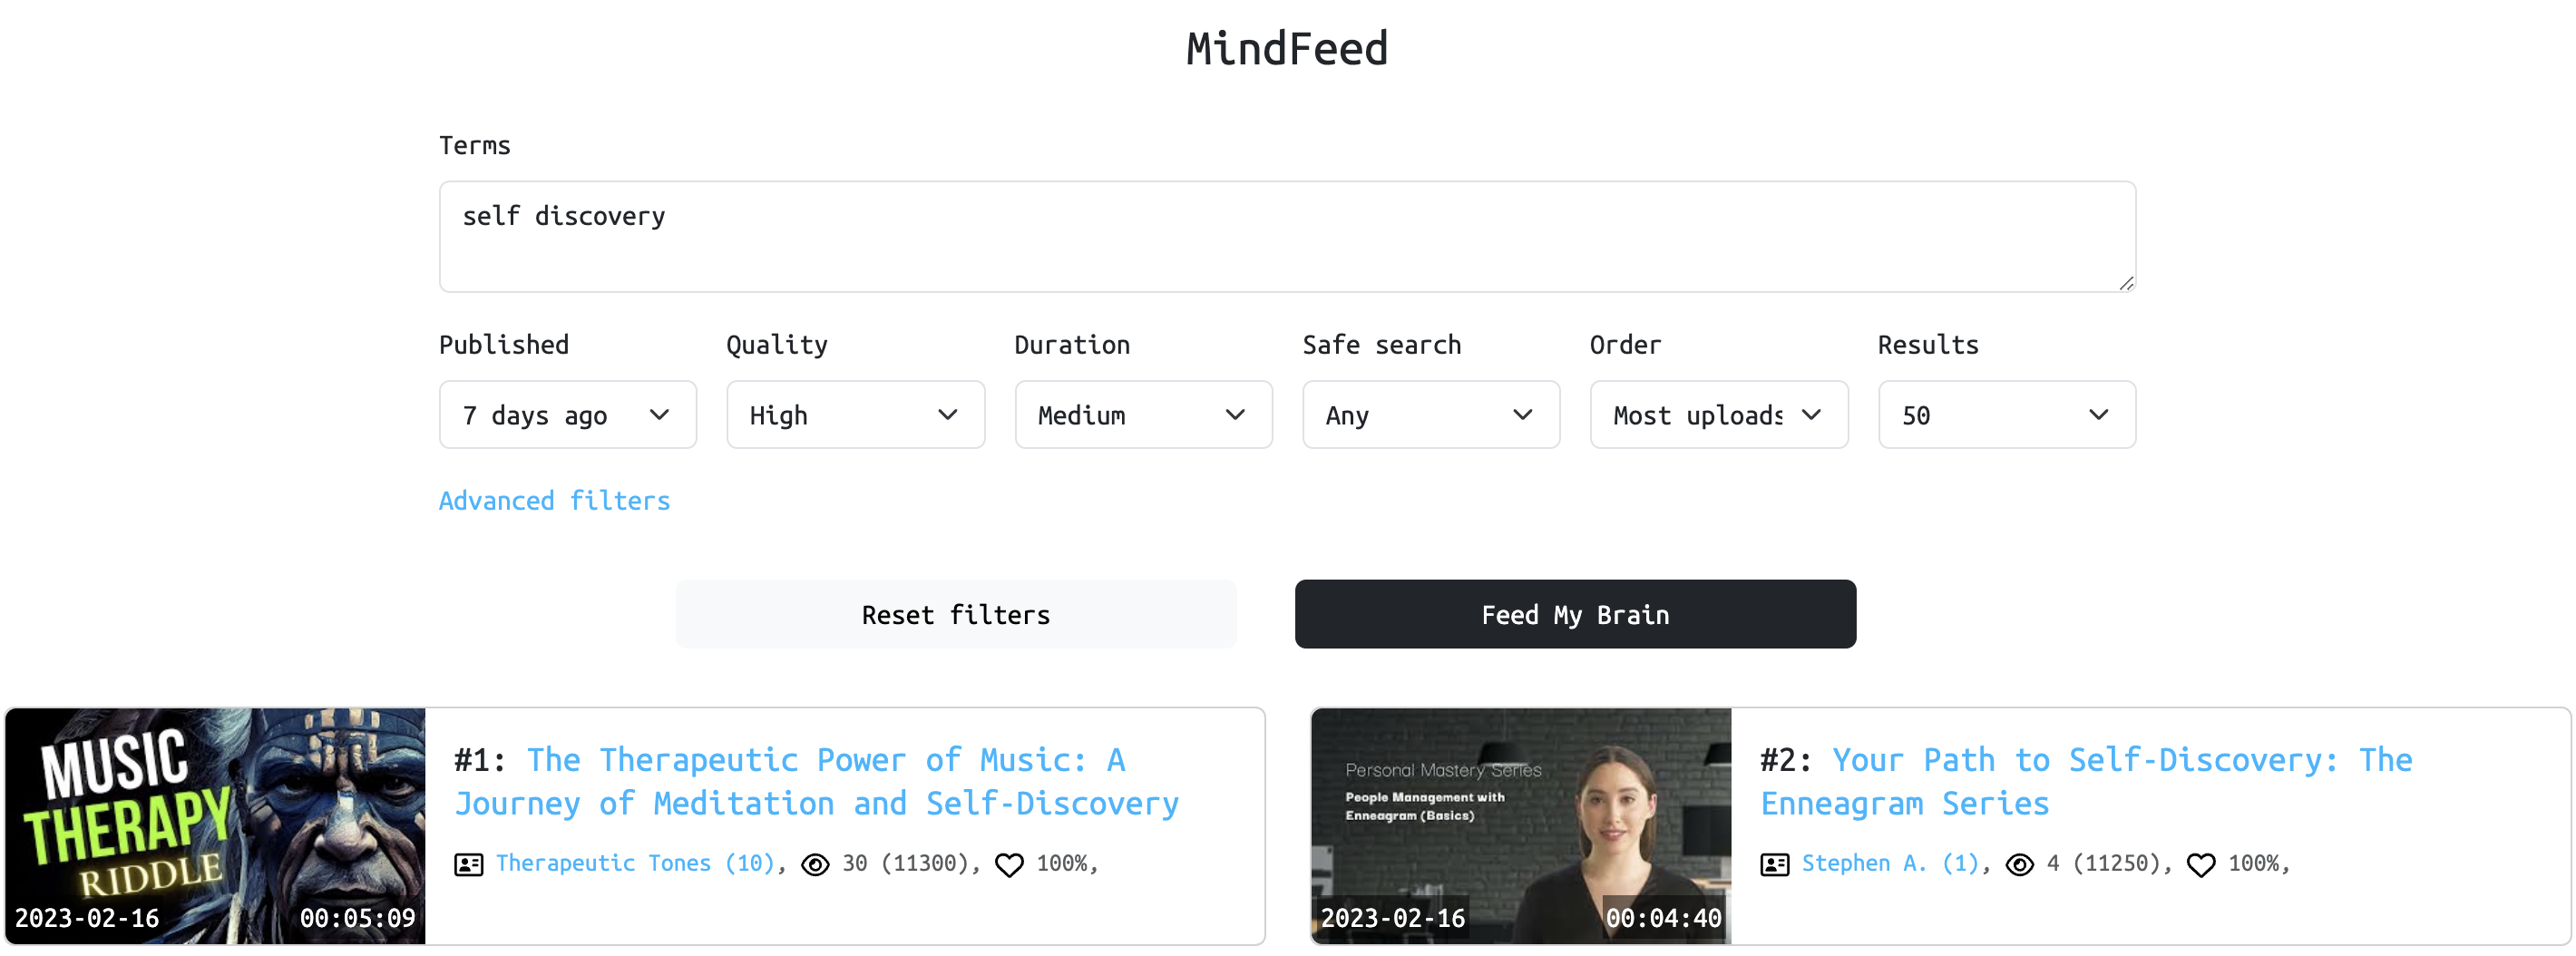 MindFeed
Terms
self discovery
Published
Quality
Duration
Safe search
Order
Results
7 days ago
High
Medium
Any
Most uploads
50
Advanced filters
Reset filters
Feed My Brain
MUSIC
THERAPY
RIDDLE
2023-02-16
00:05:09
#1: The Therapeutic Power of Music: A
Journey of Meditation and Self-Discovery
Therapeutic Tones (10), 30 (11300), 100%,
Personal Mastery Series
People Management with
Enneagram (Basics)
2023-02-16
00:04:40
#2: Your Path to Self-Discovery: The
Enneagram Series
Stephen A. (1), 4 (11250), 100%,